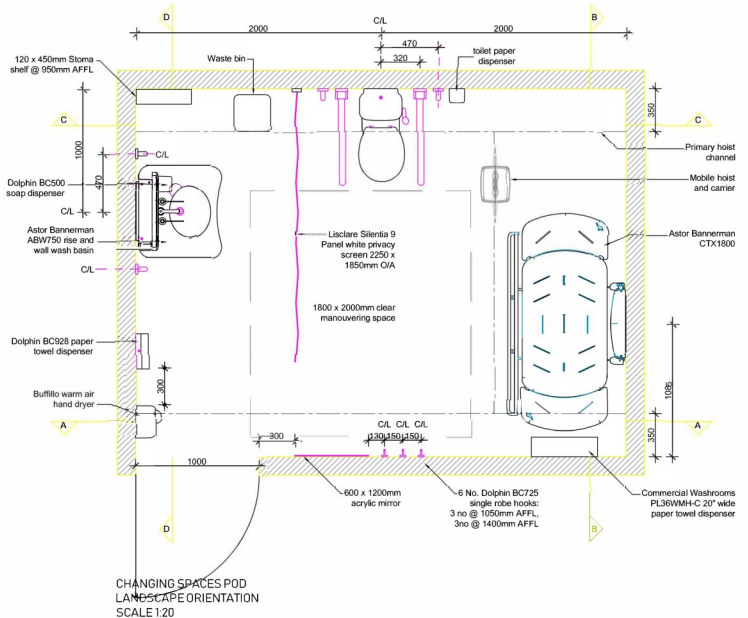 D
C/L
B
2000
2000
470
320
120 x 450mm Stoma
shelf @ 950mm AFFL
Waste bin
toilet paper
dispenser
350
C
C
1000
C/L
470
Primary hoist
channel
Dolphin BC500
soap dispenser
Mobile hoist
and carrier
C/L
Astor Bannerman
ABW750 rise and
wall wash basin
Lisclare Silentia 9
Panel white privacy
screen 2250 x
1850mm O/A
Astor Bannerman
CTX1800
C/L
1800 x 2000mm clear
manouvering space
Dolphin BC928 paper
towel dispenser
300
1085
Buffillo warm air
hand dryer
C/L C/L C/L
A
A
300
130 150 150
350
1000
600 x 1200mm
acrylic mirror
6 No. Dolphin BC725
single robe hooks:
3 no @ 1050mm AFFL,
3no @ 1400mm AFFL
Commercial Washrooms
PL36WMH-C 20" wide
paper towel dispenser
D
B
CHANGING SPACES POD
LANDSCAPE ORIENTATION
SCALE 1:20